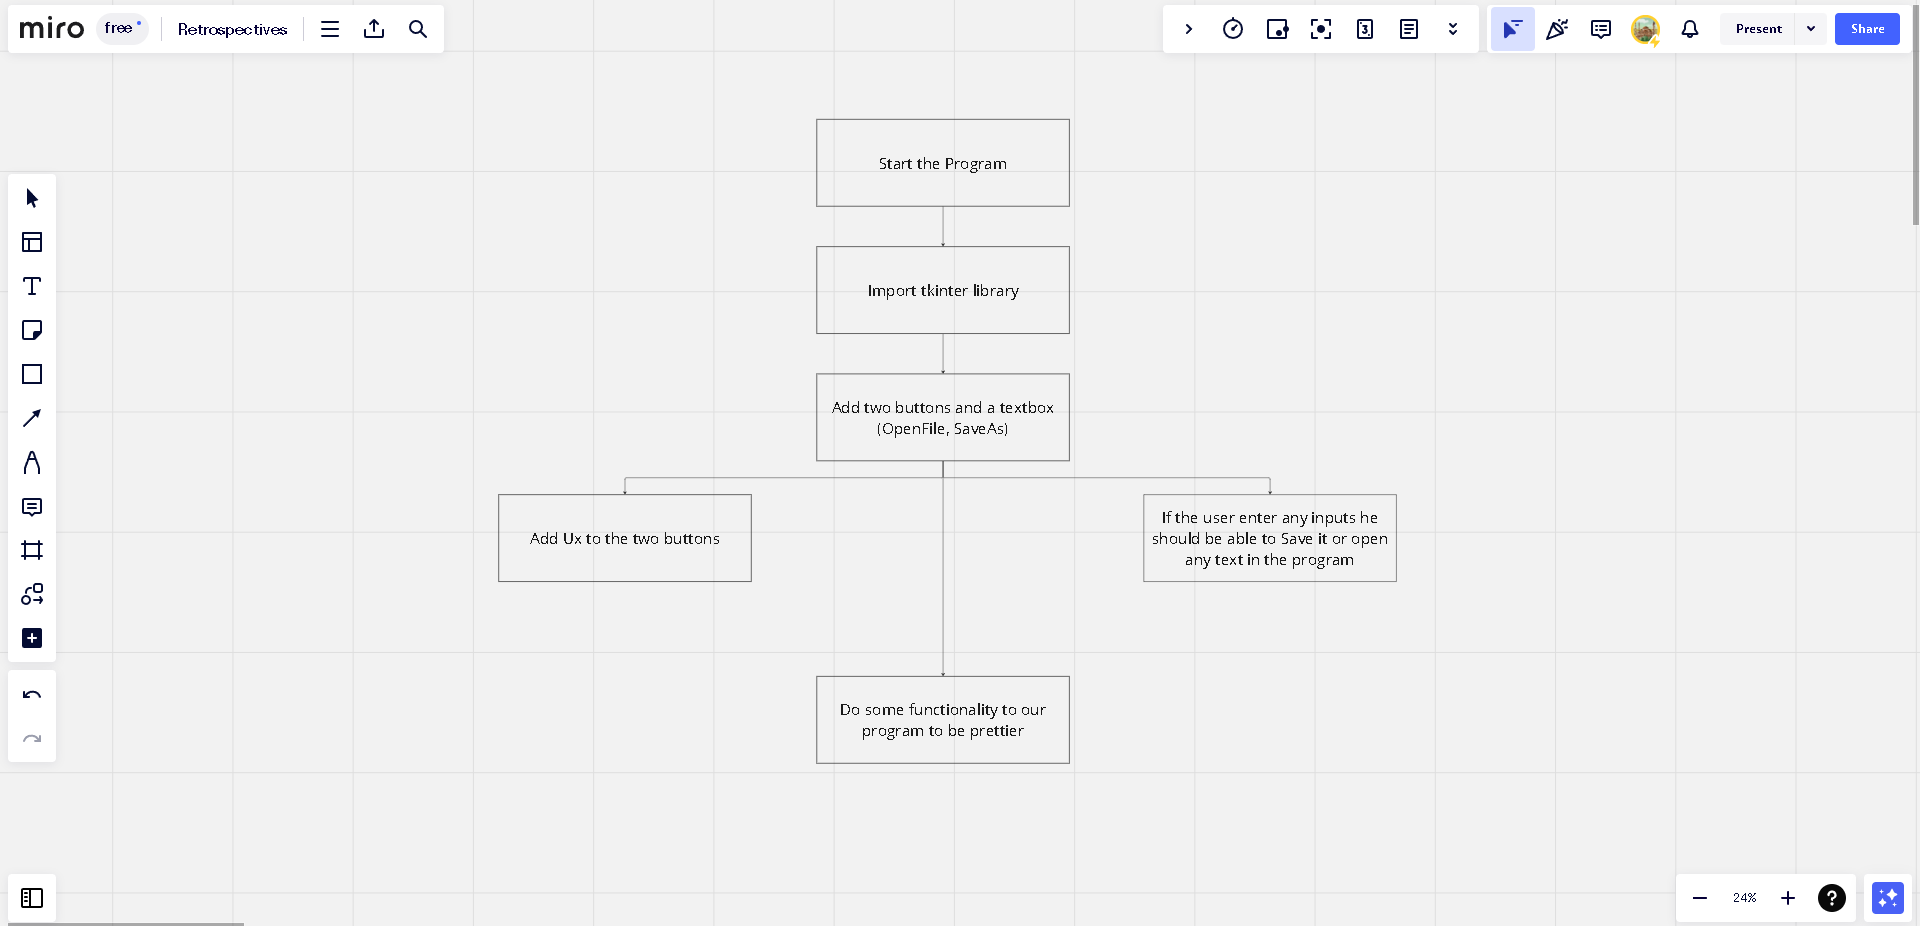 miro free Retrospectives
3 Present Share
Start the Program
Import tkinter library
Add two buttons and a textbox
(OpenFile, SaveAs)
Add Ux to the two buttons
If the user enter any inputs he
should be able to Save it or open
any text in the program
Do some functionality to our
program to be prettier
24% ?